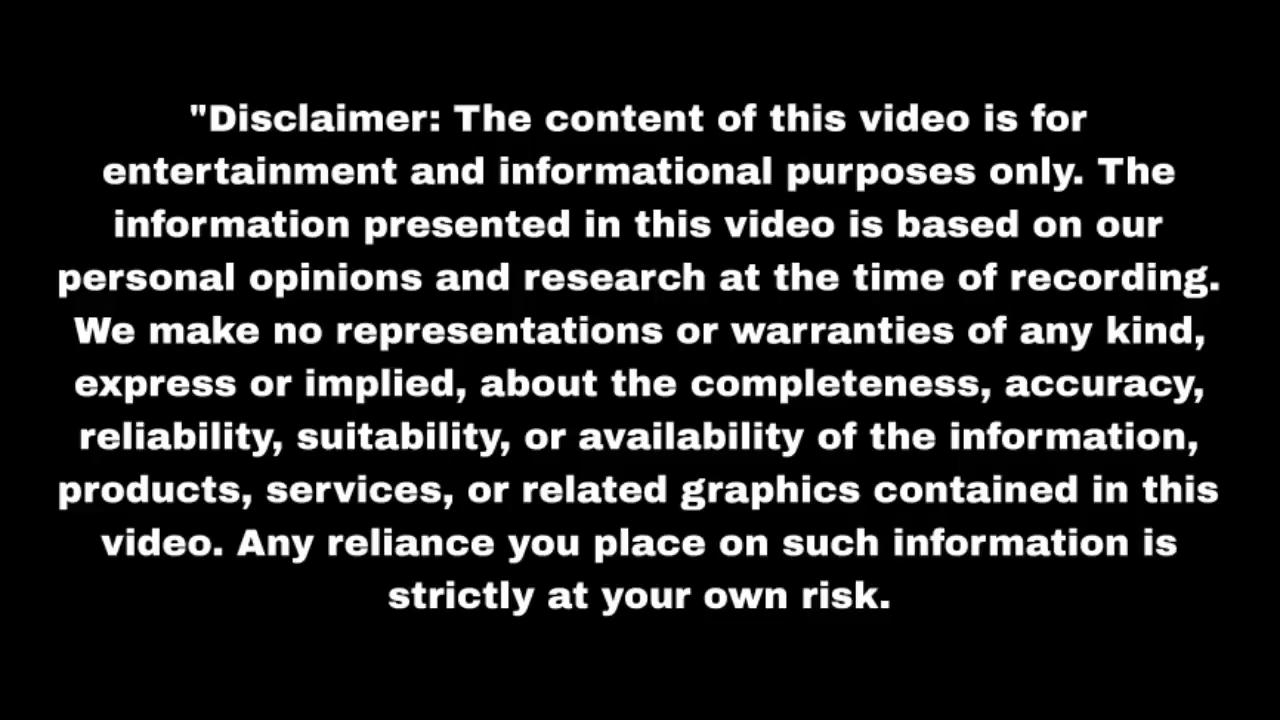 "Disclaimer: The content of this video is for
entertainment and informational purposes only. The
information presented in this video is based on our
personal opinions and research at the time of recording.
We make no representations or warranties of any kind,
express or implied, about the completeness, accuracy,
reliability, suitability, or availability of the information,
products, services, or related graphics contained in this
video. Any reliance you place on such information is
strictly at your own risk.